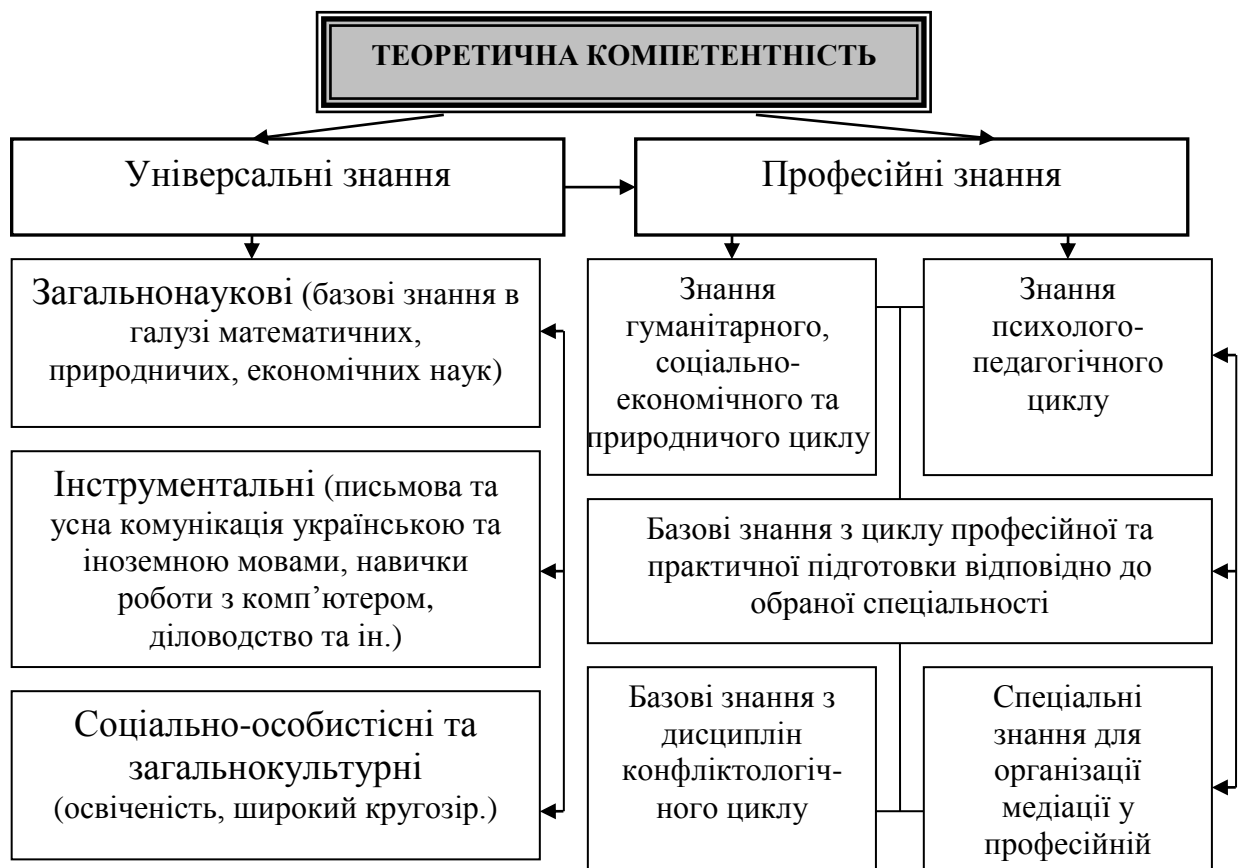 ТЕОРЕТИЧНА КОМПЕТЕНТНІСТЬ
Універсальні знання
Професійні знання
Загальнонаукові (базові знання в
галузі математичних,
природничих, економічних наук)
Інструментальні (письмова та
усна комунікація українською та
іноземною мовами, навички
роботи з комп’ютером,
діловодство та ін.)
Соціально-особистісні та
загальнокультурні
(освіченість, широкий кругозір.)
Знання
гуманітарного,
соціально-
економічного та
природничого циклу
Знання
психолого-
педагогічного
циклу
Базові знання з циклу професійної та
практичної підготовки відповідно до
обраної спеціальності
Базові знання з
дисциплін
конфліктологіч-
ного циклу
Спеціальні
знання для
організації
медіації у
професійній